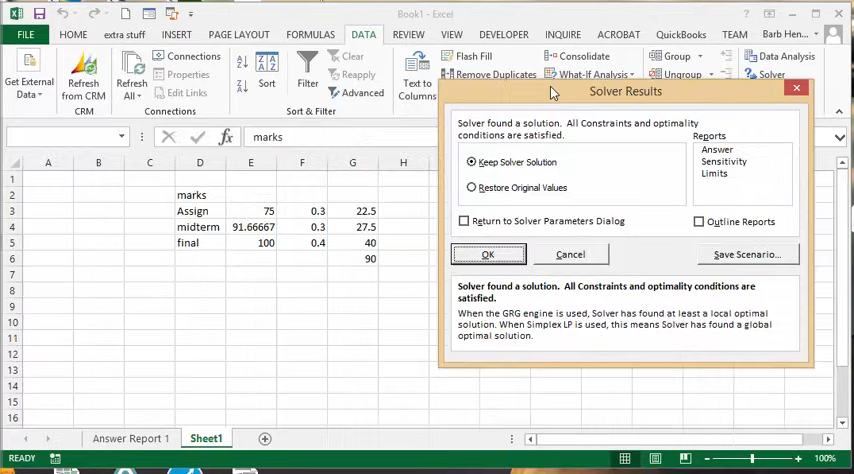 Book1 - Excel
FILE HOME extra stuff INSERT PAGE LAYOUT FORMULAS DATA REVIEW VIEW DEVELOPER INQUIRE ACROBAT QuickBooks TEAM Barb Hen...
Get External
Data
Refresh
from CRM
CRM
Refresh
All
Connections
Properties
Edit Links
Connections
Sort
Filter
Clear
Reapply
Advanced
Sort & Filter
Text to
Columns
Flash Fill
Remove Duplicates
Consolidate
What-If Analysis
Group
Ungroup
Data Analysis
Solver
fx marks
A B C D E F G H
1
2 marks
3 Assign 75 0.3 22.5
4 midterm 91.66667 0.3 27.5
5 final 100 0.4 40
6 90
7
8
9
10
11
12
13
14
15
16
Solver Results
Solver found a solution. All Constraints and optimality
conditions are satisfied.
Keep Solver Solution
Restore Original Values
Reports
Answer
Sensitivity
Limits
Return to Solver Parameters Dialog
Outline Reports
OK Cancel Save Scenario...
Solver found a solution. All Constraints and optimality conditions are
satisfied.
When the GRG engine is used, Solver has found at least a local optimal
solution. When Simplex LP is used, this means Solver has found a global
optimal solution.
Answer Report 1 Sheet1
READY 100%